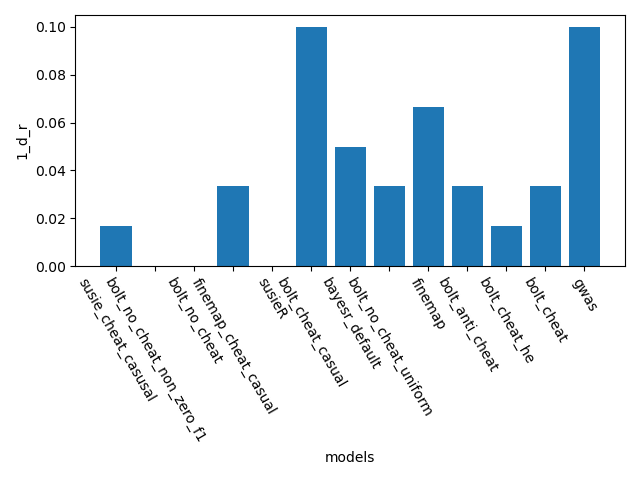 0.10
0.08
0.06
0.04
0.02
0.00
1_d_r
susie_cheat_casusal
bolt_no_cheat_non_zero_f1
bolt_no_cheat
finemap_cheat_casual
susieR
bolt_cheat_casual
bayesr_default
bolt_no_cheat_uniform
finemap
bolt_anti_cheat
bolt_cheat_he
bolt_cheat
gwas
models